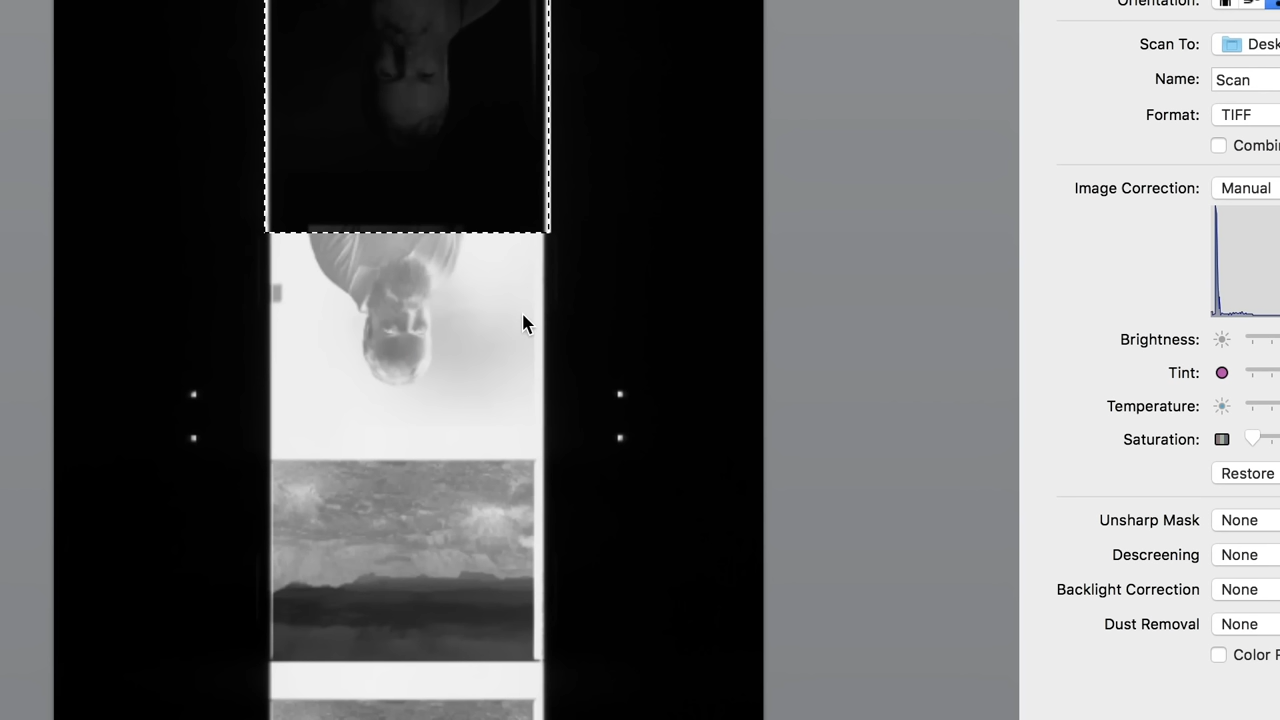 Orientation:
Scan To: Desk
Name: Scan
Format: TIFF
Combi
Image Correction: Manual
Brightness:
Tint:
Temperature:
Saturation:
Restore
Unsharp Mask None
Descreening None
Backlight Correction None
Dust Removal None
Color